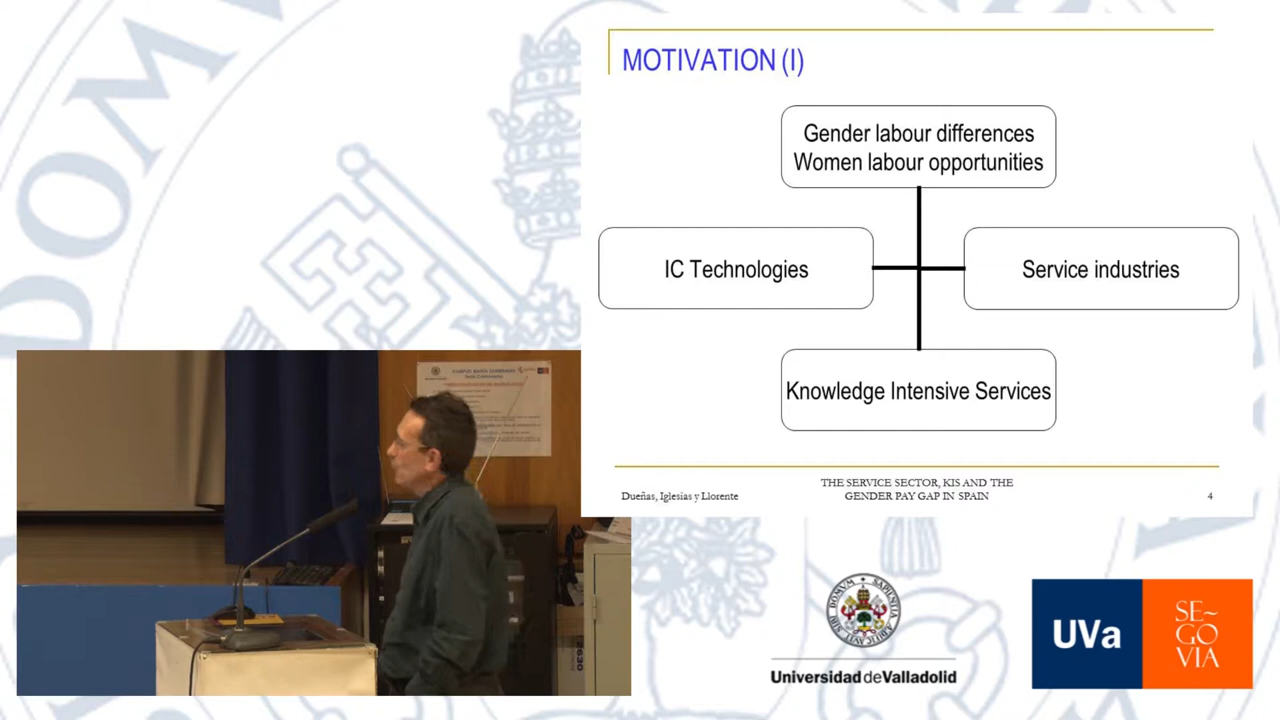 MOTIVATION (I)
Gender labour differences
Women labour opportunities
IC Technologies
Service industries
Knowledge Intensive Services
Dueñas, Iglesias y Llorente
THE SERVICE SECTOR, KIS AND THE
GENDER PAY GAP IN SPAIN
4
2630
Universidad de Valladolid
UVa
SE~
GO
VIA